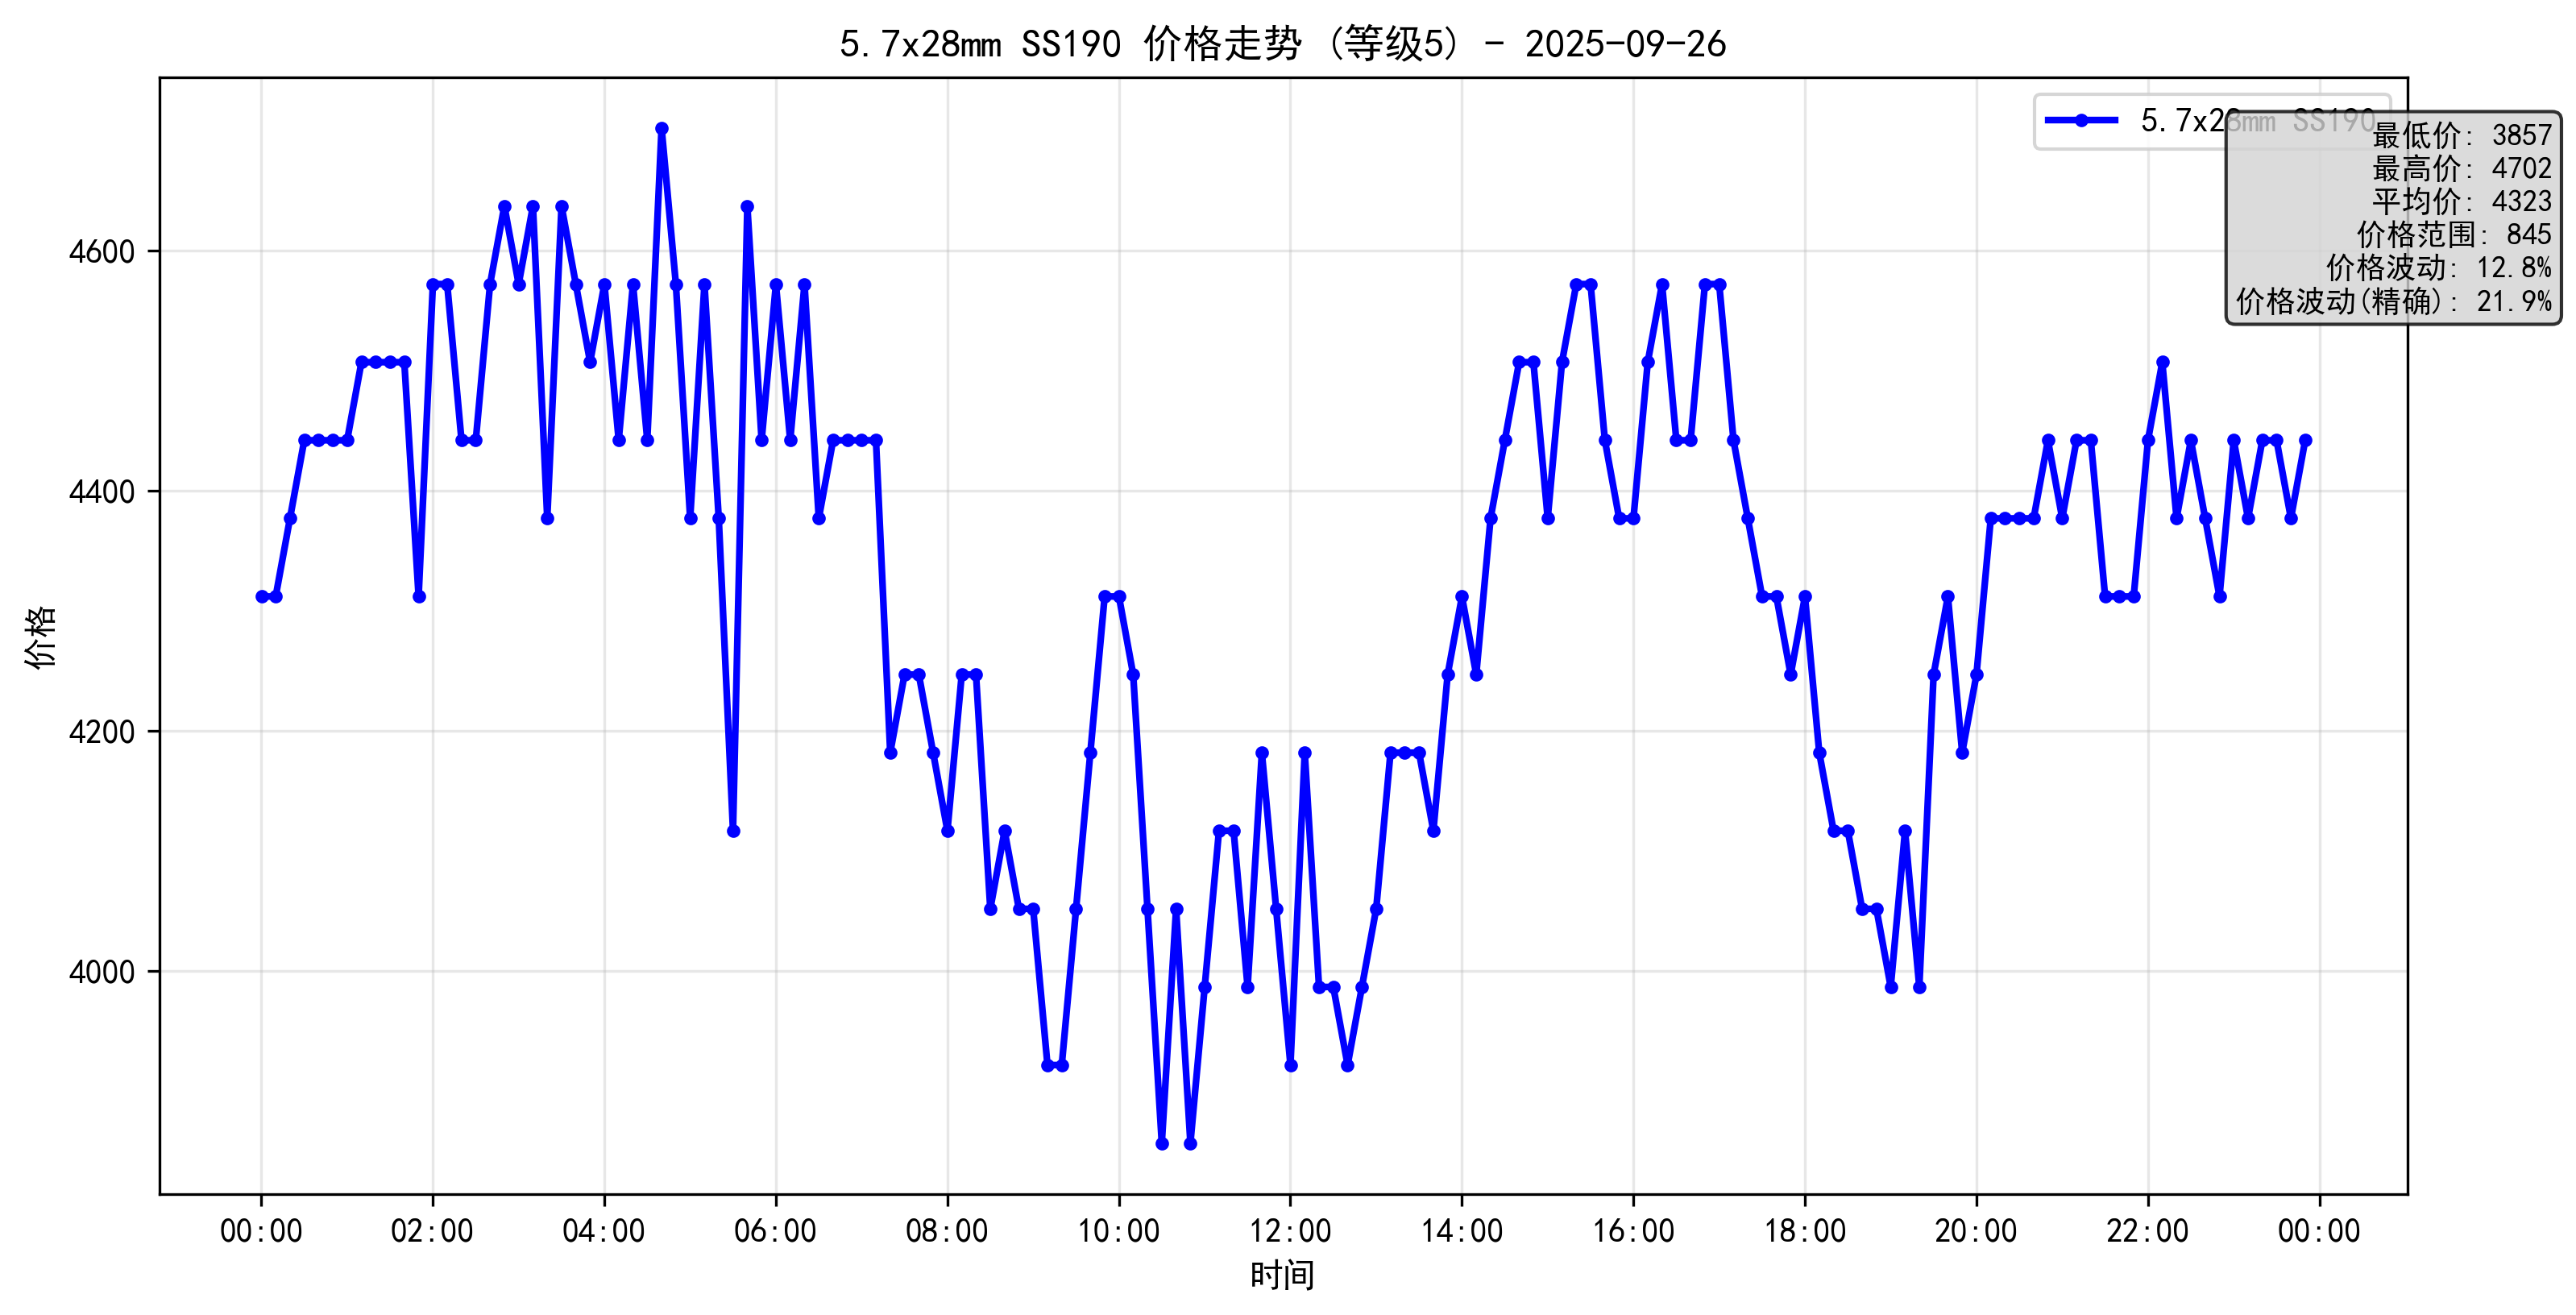 5.7x28mm SS190 价格走势 (等级5) - 2025-09-26
5.7x28mm SS190
最低价: 3857
最高价: 4702
平均价: 4323
价格范围: 845
价格波动: 12.8%
价格波动(精确): 21.9%
4600
4400
4200
4000
价格
00:00 02:00 04:00 06:00 08:00 10:00 12:00 14:00 16:00 18:00 20:00 22:00 00:00
时间